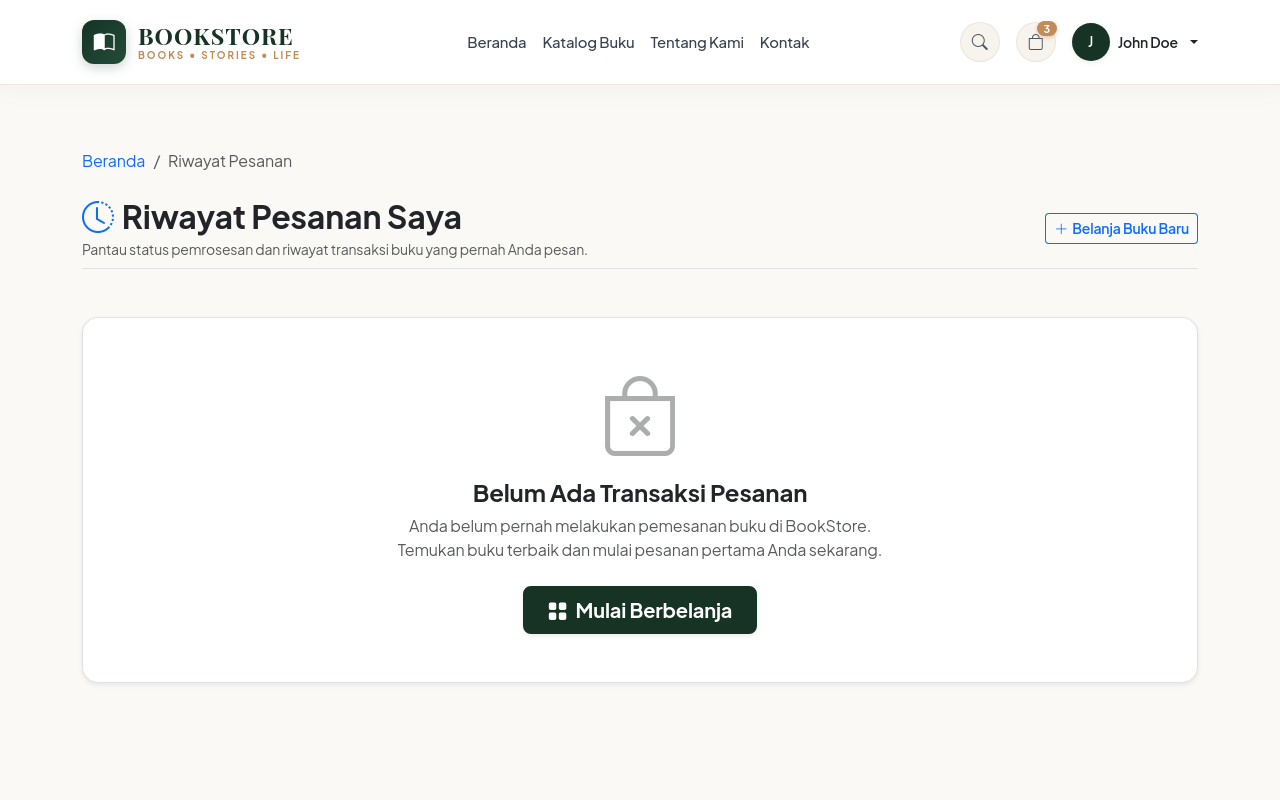 BOOKSTORE
BOOKS • STORIES • LIFE
Beranda
Katalog Buku
Tentang Kami
Kontak
3
J
John Doe
Beranda / Riwayat Pesanan
Riwayat Pesanan Saya
Pantau status pemrosesan dan riwayat transaksi buku yang pernah Anda pesan.
+ Belanja Buku Baru
Belum Ada Transaksi Pesanan
Anda belum pernah melakukan pemesanan buku di BookStore.
Temukan buku terbaik dan mulai pesanan pertama Anda sekarang.
Mulai Berbelanja